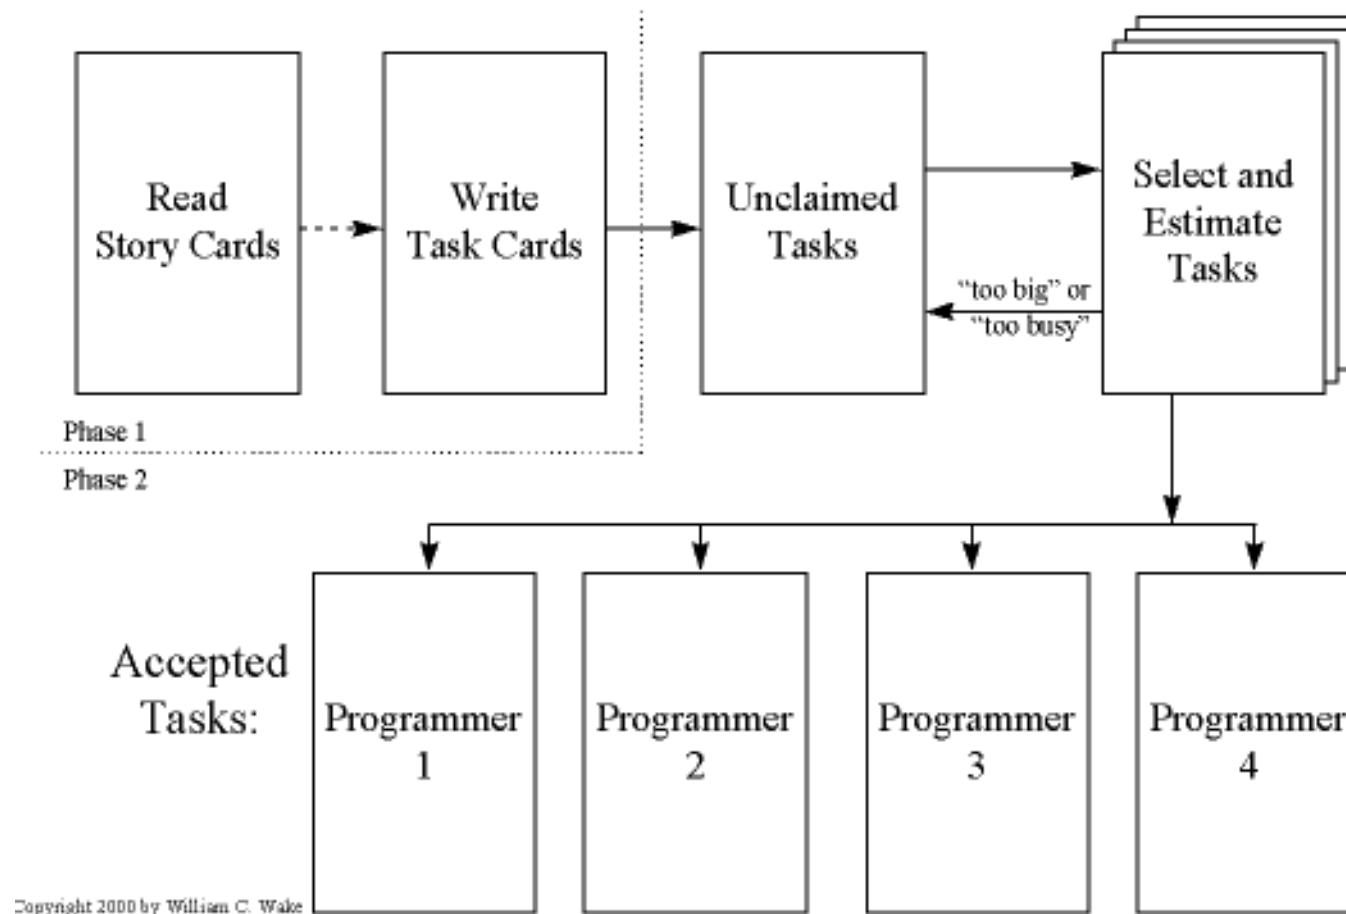 Read
Story Cards
Write
Task Cards
Unclaimed
Tasks
Select and
Estimate
Tasks
“too big” or
“too busy”
Phase 1
Phase 2
Accepted
Tasks:
Programmer
1
Programmer
2
Programmer
3
Programmer
4
Copyright 2000 by William C. Wake